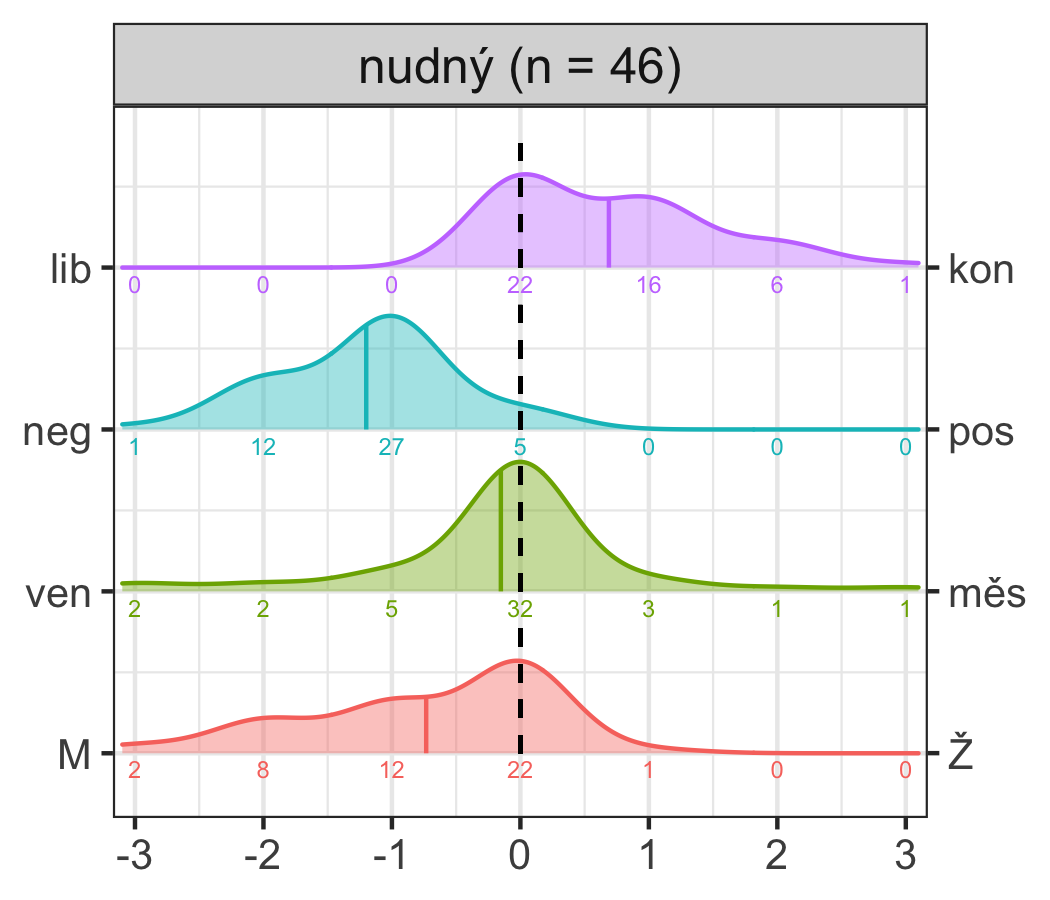 nudný (n = 46)
lib kon
0 0 0 22 16 6 1
neg pos
1 12 27 5 0 0 0
ven měs
2 2 5 32 3 1 1
M Ž
2 8 12 22 1 0 0
-3 -2 -1 0 1 2 3